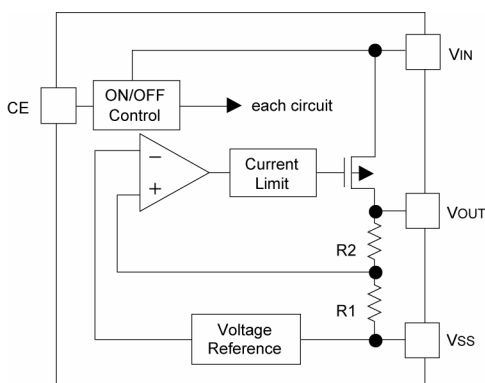 VIN
CE
ON/OFF
Control
each circuit
−
+
Current
Limit
VOUT
R2
R1
Voltage
Reference
VSS